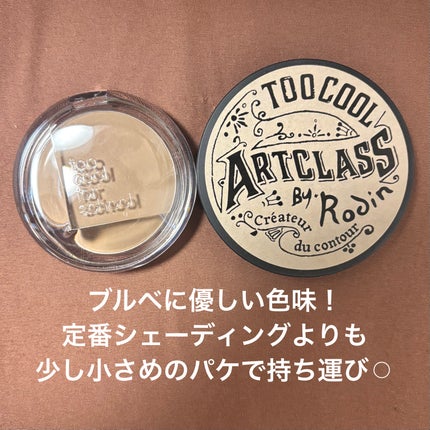 too
cool
for
school
TOO COOL
ARTCLASS
BY. Rodin
Créateur
du contour
ブルベに優しい色味！
定番シェーディングよりも
少し小さめのパケで持ち運び○